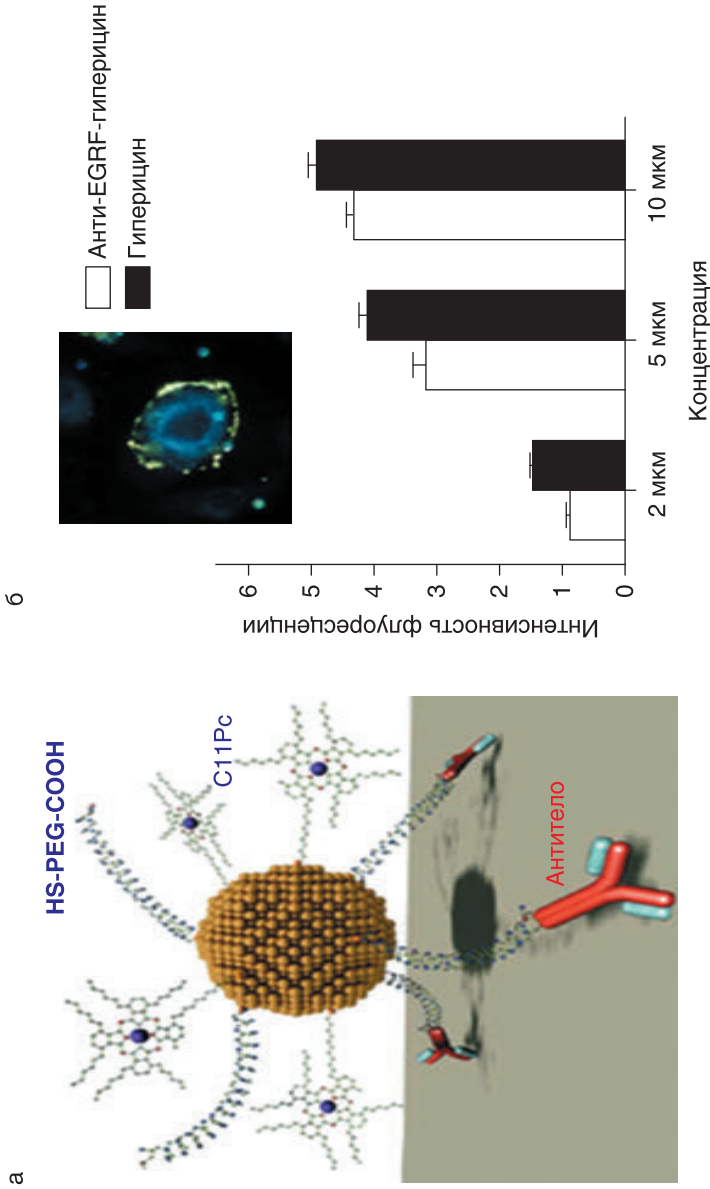 а
HS-PEG-COOH
C11Pc
Антитело
б
Анти-EGRF-гиперицин
Гиперицин
Интенсивность флуоресценции
6
5
4
3
2
1
0
2 мкм
5 мкм
10 мкм
Концентрация